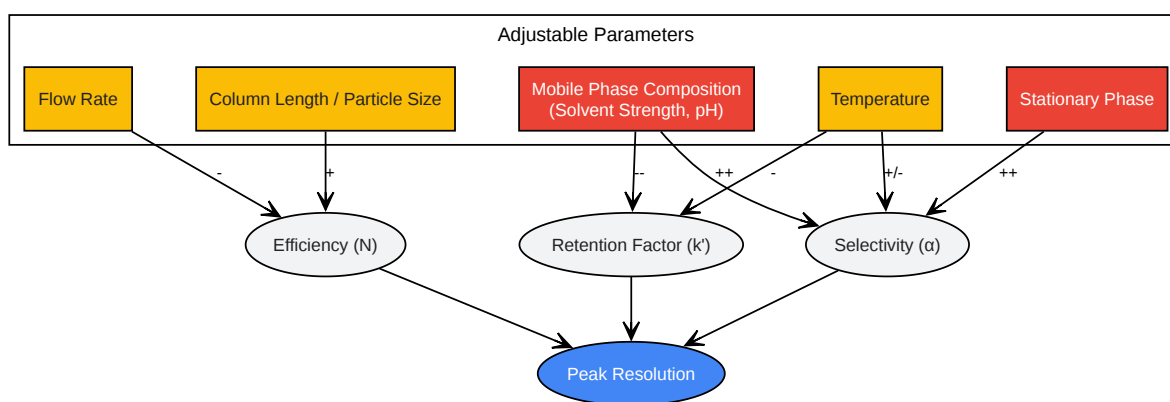 Adjustable Parameters
Flow Rate
Column Length / Particle Size
Mobile Phase Composition
(Solvent Strength, pH)
Temperature
Stationary Phase
-
+
--
++
-
+/-
++
Efficiency (N)
Retention Factor (k')
Selectivity (α)
Peak Resolution